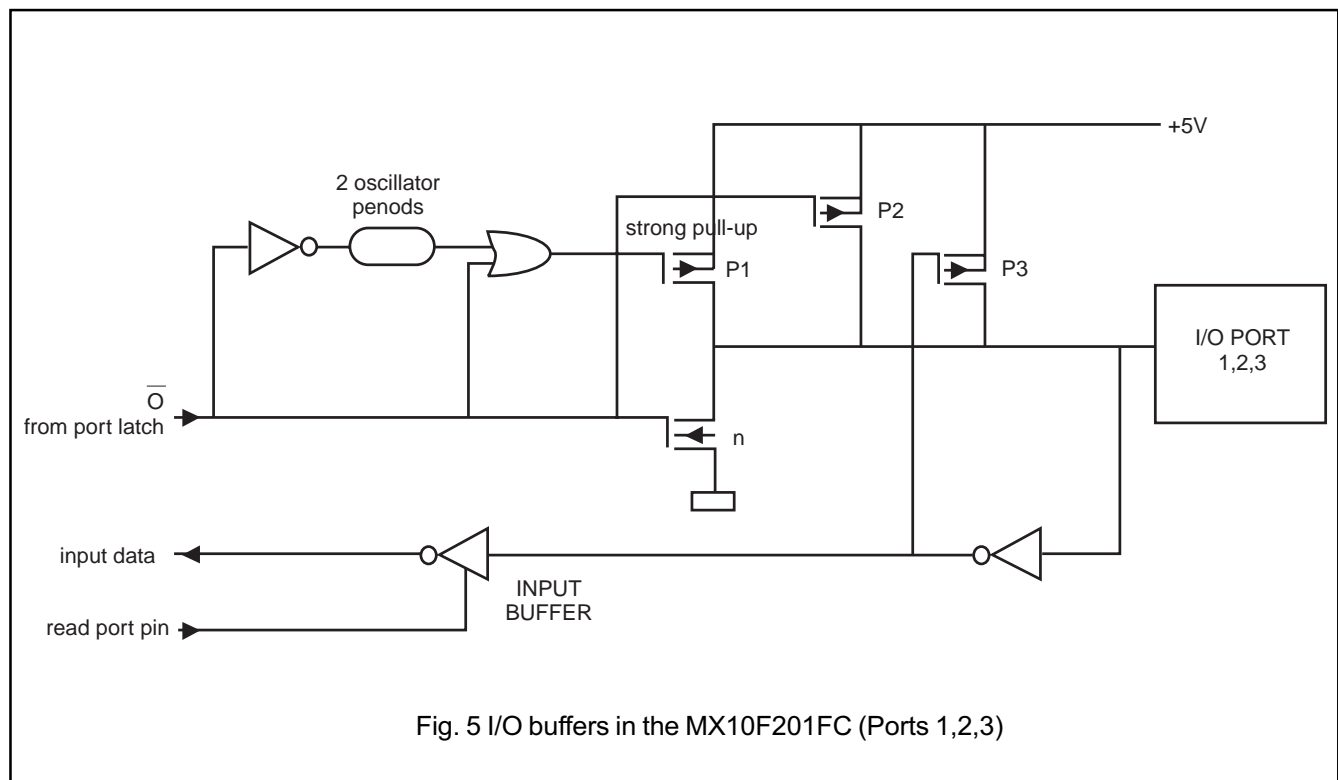 +5V
2 oscillator
penods
strong pull-up
P2
P1
P3
I/O PORT
1,2,3
O̅
from port latch
n
input data
INPUT
BUFFER
read port pin
Fig. 5 I/O buffers in the MX10F201FC (Ports 1,2,3)